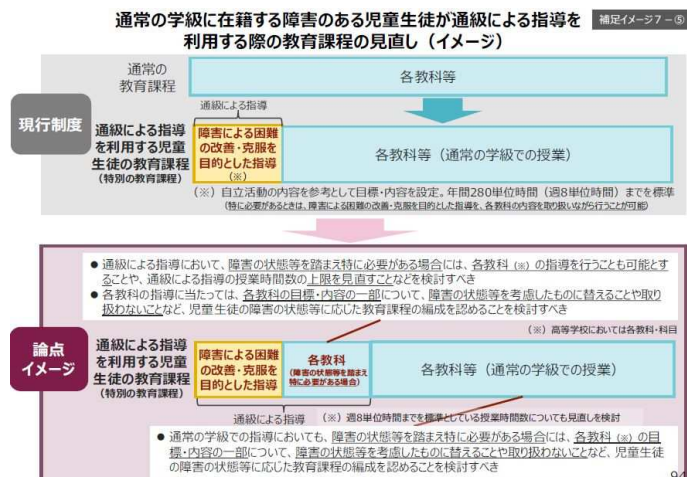 通常の学級に在籍する障害のある児童生徒が通級による指導を
利用する際の教育課程の見直し（イメージ）
補足イメージ７－⑤
通常の
教育課程
各教科等
現行制度
通級による指導
通級による指導
を利用する児童
生徒の教育課程
（特別の教育課程）
障害による困難
の改善・克服を
目的とした指導
（※）
各教科等（通常の学級での授業）
（※）自立活動の内容を参考として目標・内容を設定。年間280単位時間（週8単位時間）までを標準
（特に必要があるときは、障害による困難の改善・克服を目的とした指導を、各教科の内容を取り扱いながら行うことが可能）
● 通級による指導において、障害の状態等を踏まえ特に必要がある場合には、各教科（※）の指導を行うことも可能とす
ることや、通級による指導の授業時間数の上限を見直すことなどを検討すべき
● 各教科の指導に当たっては、各教科の目標・内容の一部について、障害の状態等を考慮したものに替えることや取り
扱わないことなど、児童生徒の障害の状態等に応じた教育課程の編成を認めることを検討すべき
（※）高等学校においては各教科・科目
論点
イメージ
通級による指導
を利用する児童
生徒の教育課程
（特別の教育課程）
障害による困難
の改善・克服を
目的とした指導
各教科
（障害の状態等を踏まえ
特に必要がある場合）
各教科等（通常の学級での授業）
通級による指導
（※）週8単位時間までを標準としている授業時間数についても見直しを検討
● 通常の学級での指導においても、障害の状態等を踏まえ特に必要がある場合には、各教科（※）の目
標・内容の一部について、障害の状態等を考慮したものに替えることや取り扱わないことなど、児童生徒
の障害の状態等に応じた教育課程の編成を認めることを検討すべき
94